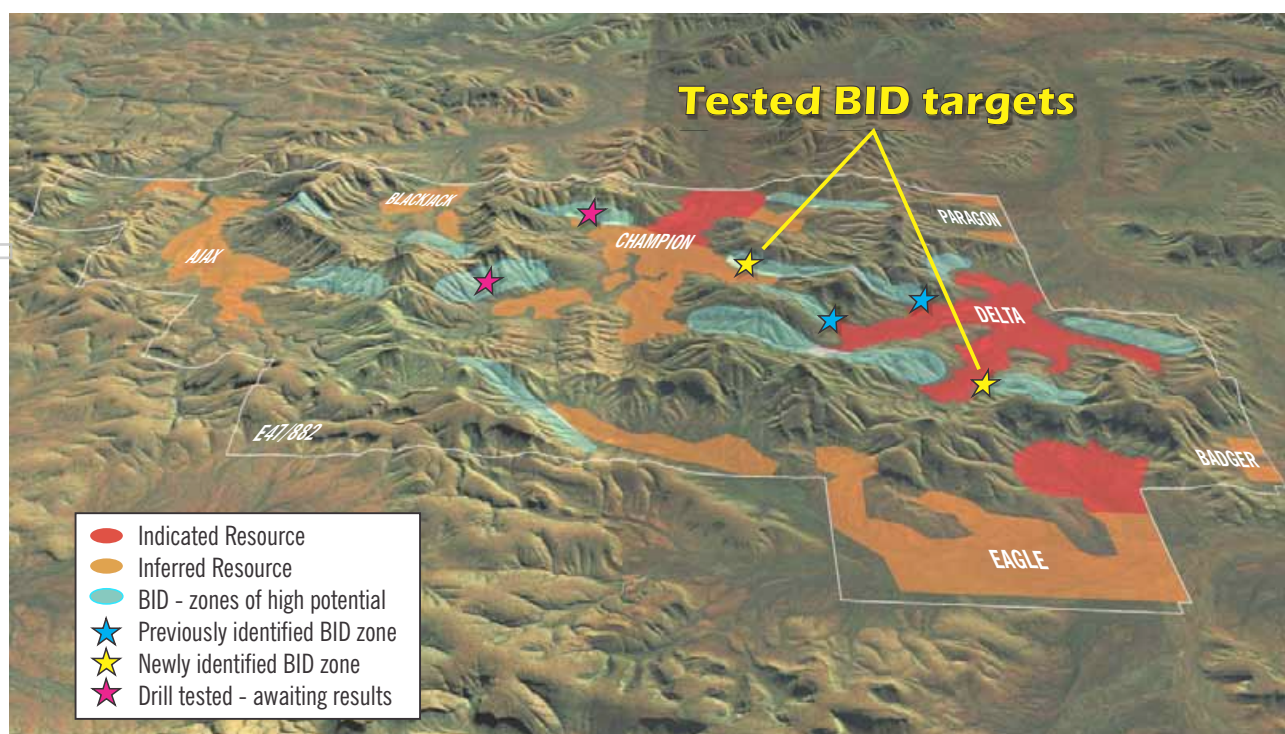 Tested BID targets
BLACKJACK
PARAGON
CHAMPION
AJAX
DELTA
E47/882
BADGER
EAGLE
Indicated Resource
Inferred Resource
BID - zones of high potential
Previously identified BID zone
Newly identified BID zone
Drill tested - awaiting results